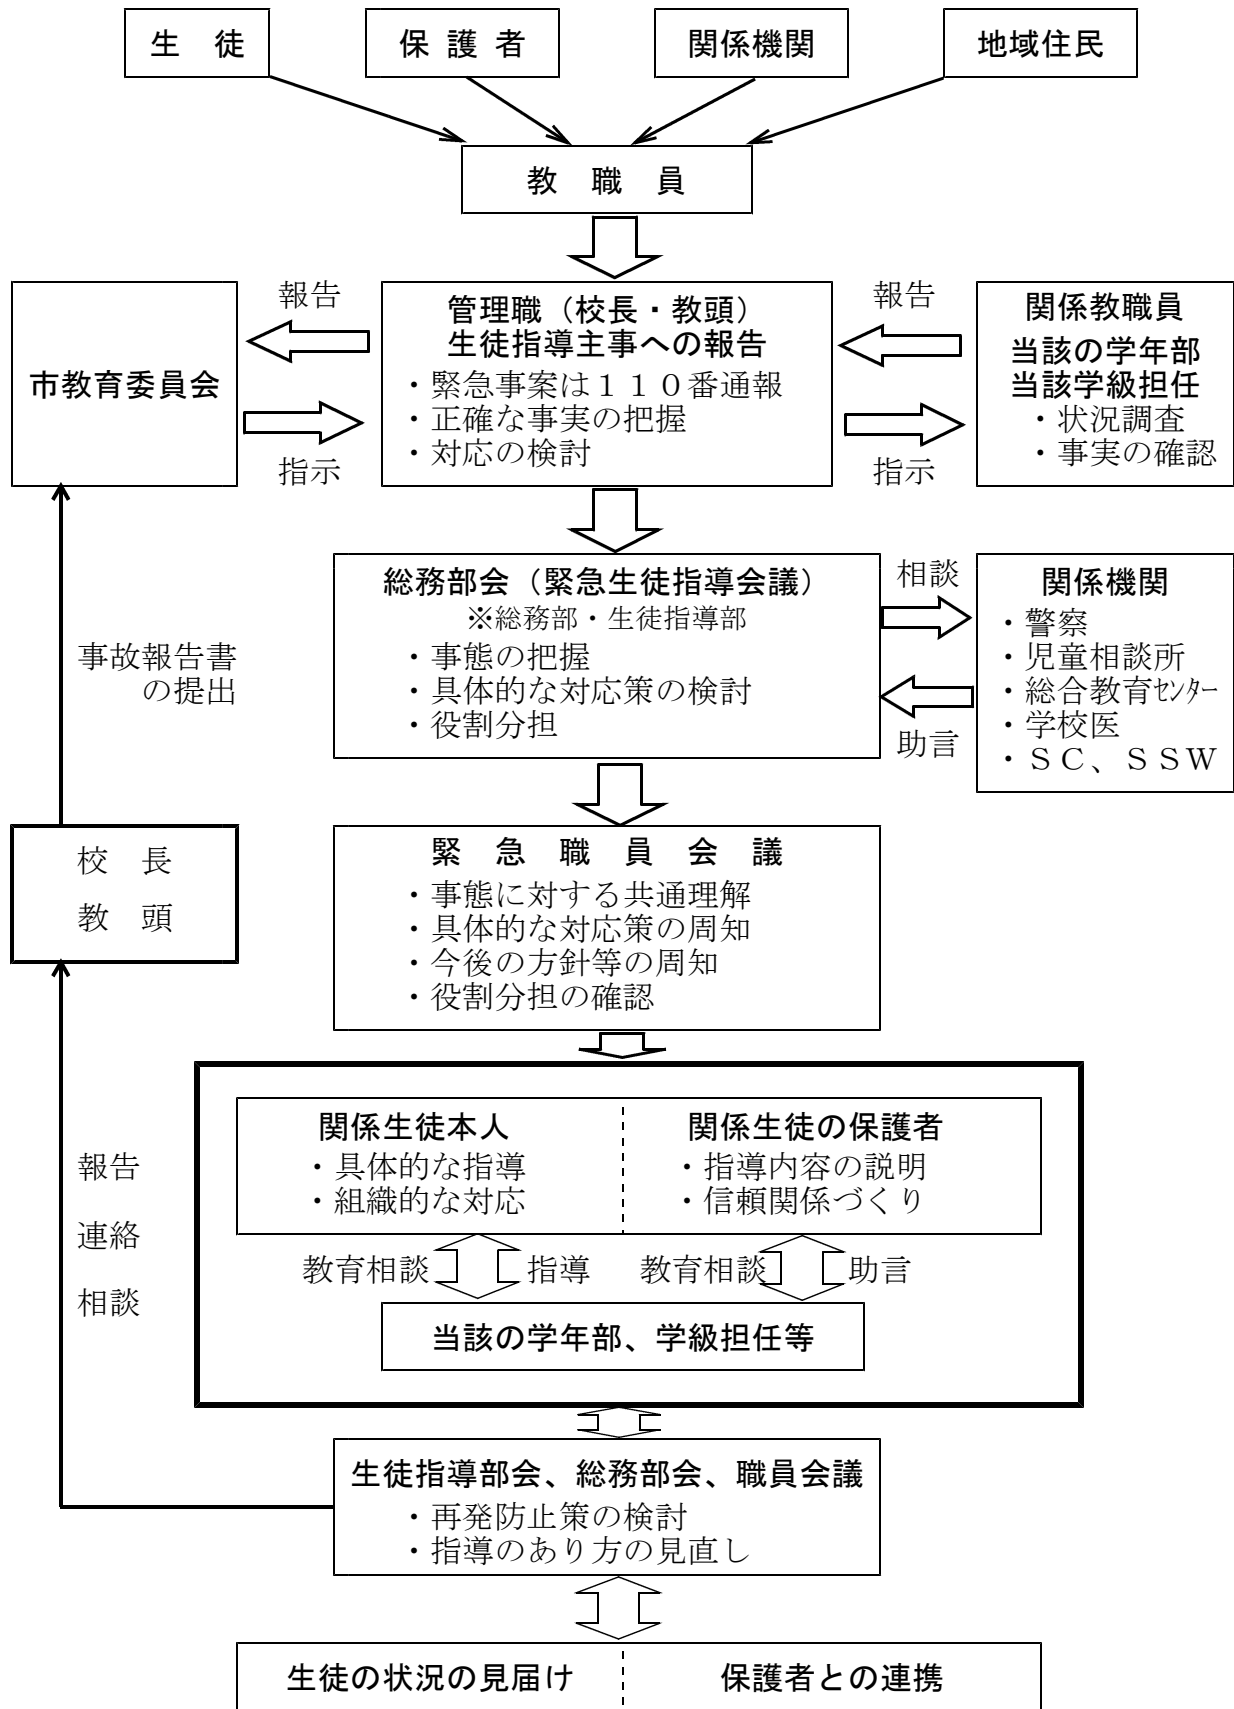 生　徒
保 護 者
関係機関
地域住民
教　職　員
市教育委員会
報告
指示
管理職（校長・教頭）
生徒指導主事への報告
・緊急事案は１１０番通報
・正確な事実の把握
・対応の検討
報告
指示
関係教職員
当該の学年部
当該学級担任
・状況調査
・事実の確認
総務部会（緊急生徒指導会議）
※総務部・生徒指導部
・事態の把握
・具体的な対応策の検討
・役割分担
相談
助言
関係機関
・警察
・児童相談所
・総合教育ｾﾝﾀｰ
・学校医
・ＳＣ、ＳＳＷ
事故報告書
の提出
校　長
教　頭
緊　急　職　員　会　議
・事態に対する共通理解
・具体的な対応策の周知
・今後の方針等の周知
・役割分担の確認
報告
連絡
相談
関係生徒本人
・具体的な指導
・組織的な対応
関係生徒の保護者
・指導内容の説明
・信頼関係づくり
教育相談
指導
教育相談
助言
当該の学年部、学級担任等
生徒指導部会、総務部会、職員会議
・再発防止策の検討
・指導のあり方の見直し
生徒の状況の見届け
保護者との連携